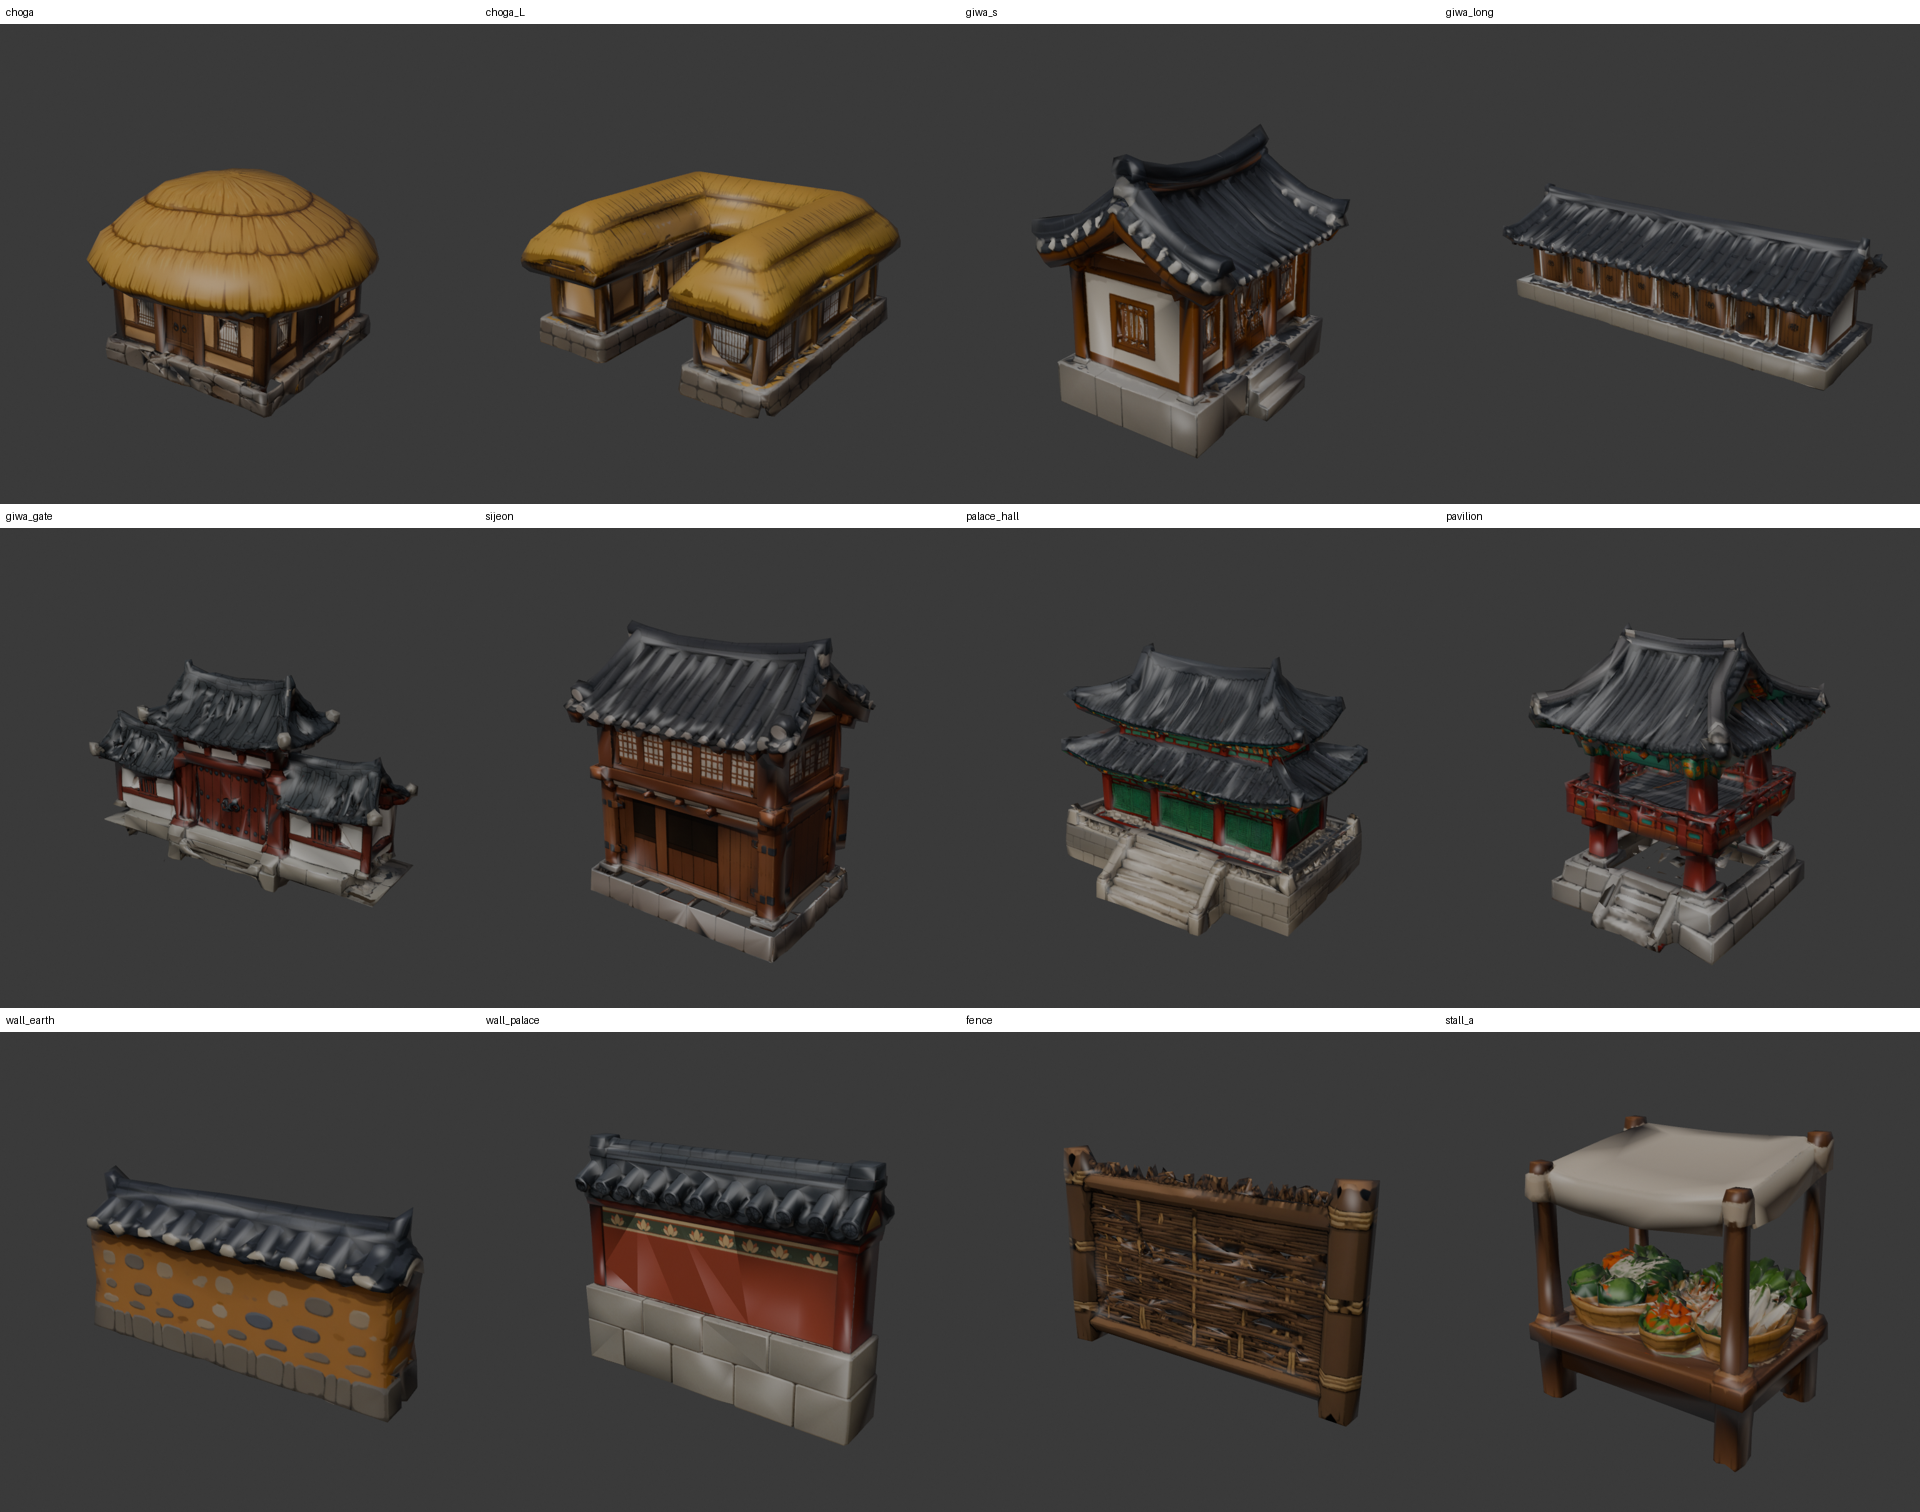 choga
choga_L
giwa_s
giwa_long
giwa_gate
sijeon
palace_hall
pavilion
wall_earth
wall_palace
fence
stall_a